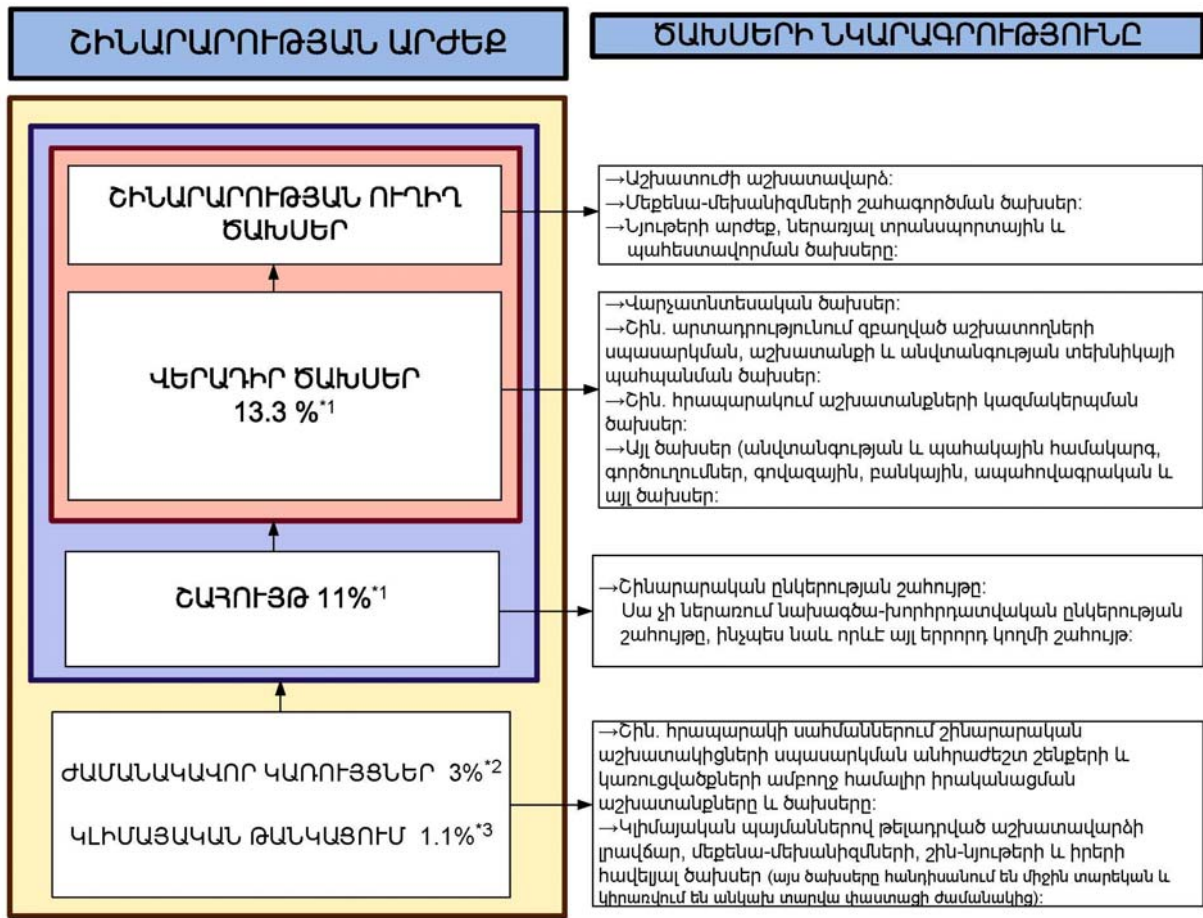 ՇԻՆԱՐԱՐՈՒԹՅԱՆ ԱՐԺԵՔ
ԾԱԽՍԵՐԻ ՆԿԱՐԱԳՐՈՒԹՅՈՒՆԸ
ՇԻՆԱՐԱՐՈՒԹՅԱՆ ՈՒՂԻՂ
ԾԱԽՍԵՐ
→Աշխատուժի աշխատավարձ:
→Մեքենա-մեխանիզմների շահագործման ծախսեր:
→Նյութերի արժեք, ներառյալ տրանսպորտային և
պահեստավորման ծախսերը:
ՎԵՐԱԴԻՐ ԾԱԽՍԵՐ
13.3 %*1
→Վարչատնտեսական ծախսեր:
→Շին. արտադրությունում զբաղված աշխատողների
սպասարկման, աշխատանքի և անվտանգության տեխնիկայի
պահպանման ծախսեր:
→Շին. հրապարակում աշխատանքների կազմակերպման
ծախսեր:
→Այլ ծախսեր (անվտանգության և պահակային համակարգ,
գործուղումներ, գովազային, բանկային, ապահովագրական և
այլ ծախսեր:
ՇԱՀՈՒՅԹ 11%*1
→Շինարարական ընկերության շահույթը:
Սա չի ներառում նախագծա-խորհրդատվական ընկերության
շահույթը, ինչպես նաև որևէ այլ երրորդ կողմի շահույթ:
ԺԱՄԱՆԱԿԱՎՈՐ ԿԱՌՈՒՅՑՆԵՐ 3%*2
ԿԼԻՄԱՅԱԿԱՆ ԹԱՆԿԱՑՈՒՄ 1.1%*3
→Շին. հրապարակի սահմաններում շինարարական
աշխատակիցների սպասարկման անհրաժեշտ շենքերի և
կառուցվածքների ամբողջ համալիր իրականացման
աշխատանքները և ծախսերը:
→Կլիմայական պայմաններով թելադրված աշխատավարձի
լրավճար, մեքենա-մեխանիզմների, շին-նյութերի և իրերի
հավելյալ ծախսեր (այս ծախսերը հանդիսանում են միջին տարեկան և
կիրառվում են անկախ տարվա փաստացի ժամանակից):